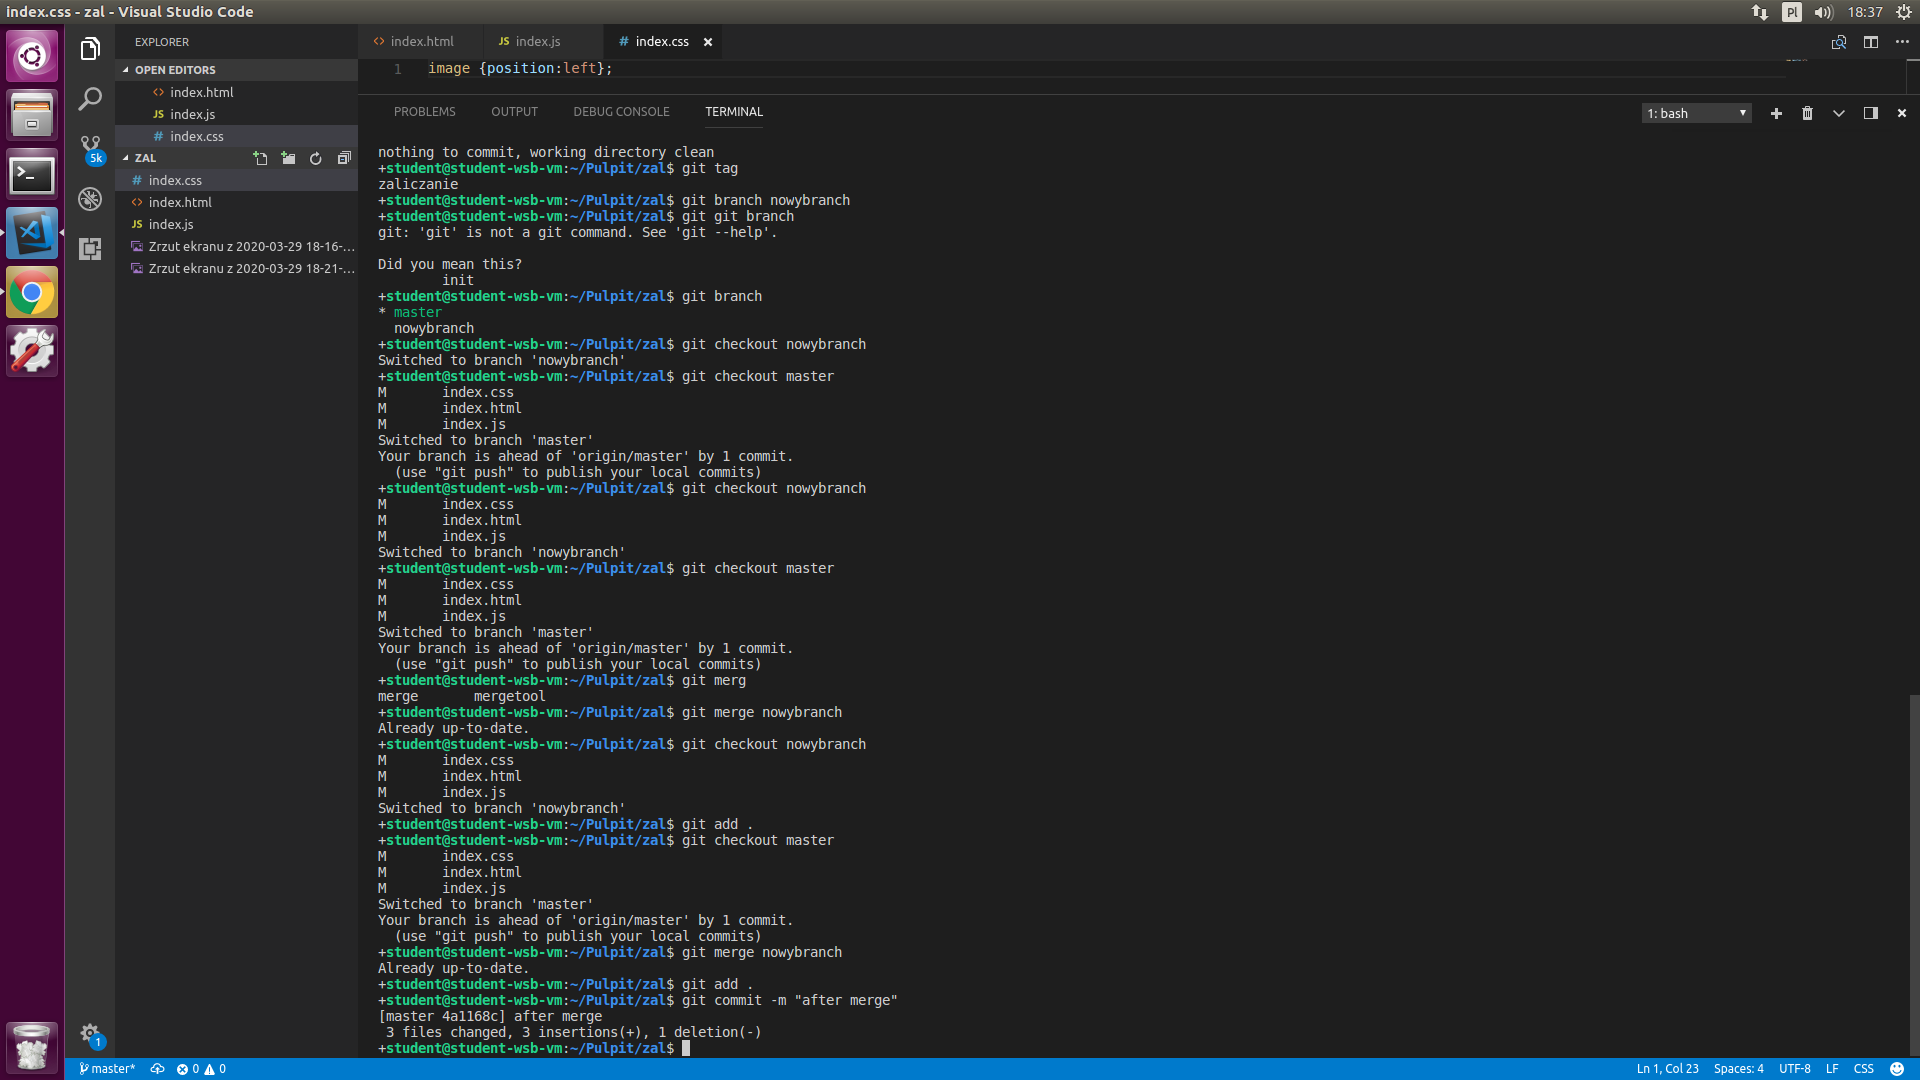 index.css - zal - Visual Studio Code
Pl
18:37
EXPLORER
OPEN EDITORS
index.html
JS index.js
# index.css
ZAL
# index.css
index.html
JS index.js
Zrzut ekranu z 2020-03-29 18-16-...
Zrzut ekranu z 2020-03-29 18-21-...
5k
1
index.html
JS index.js
# index.css
1 image {position:left};
PROBLEMS OUTPUT DEBUG CONSOLE TERMINAL
1: bash
nothing to commit, working directory clean
+student@student-wsb-vm:~/Pulpit/zal$ git tag
zaliczanie
+student@student-wsb-vm:~/Pulpit/zal$ git branch nowybranch
+student@student-wsb-vm:~/Pulpit/zal$ git git branch
git: 'git' is not a git command. See 'git --help'.
Did you mean this?
init
+student@student-wsb-vm:~/Pulpit/zal$ git branch
* master
nowybranch
+student@student-wsb-vm:~/Pulpit/zal$ git checkout nowybranch
Switched to branch 'nowybranch'
+student@student-wsb-vm:~/Pulpit/zal$ git checkout master
M index.css
M index.html
M index.js
Switched to branch 'master'
Your branch is ahead of 'origin/master' by 1 commit.
(use "git push" to publish your local commits)
+student@student-wsb-vm:~/Pulpit/zal$ git checkout nowybranch
M index.css
M index.html
M index.js
Switched to branch 'nowybranch'
+student@student-wsb-vm:~/Pulpit/zal$ git checkout master
M index.css
M index.html
M index.js
Switched to branch 'master'
Your branch is ahead of 'origin/master' by 1 commit.
(use "git push" to publish your local commits)
+student@student-wsb-vm:~/Pulpit/zal$ git merg
merge mergetool
+student@student-wsb-vm:~/Pulpit/zal$ git merge nowybranch
Already up-to-date.
+student@student-wsb-vm:~/Pulpit/zal$ git checkout nowybranch
M index.css
M index.html
M index.js
Switched to branch 'nowybranch'
+student@student-wsb-vm:~/Pulpit/zal$ git add .
+student@student-wsb-vm:~/Pulpit/zal$ git checkout master
M index.css
M index.html
M index.js
Switched to branch 'master'
Your branch is ahead of 'origin/master' by 1 commit.
(use "git push" to publish your local commits)
+student@student-wsb-vm:~/Pulpit/zal$ git merge nowybranch
Already up-to-date.
+student@student-wsb-vm:~/Pulpit/zal$ git add .
+student@student-wsb-vm:~/Pulpit/zal$ git commit -m "after merge"
[master 4a1168c] after merge
3 files changed, 3 insertions(+), 1 deletion(-)
+student@student-wsb-vm:~/Pulpit/zal$
master* 0 0
Ln 1, Col 23 Spaces: 4 UTF-8 LF CSS